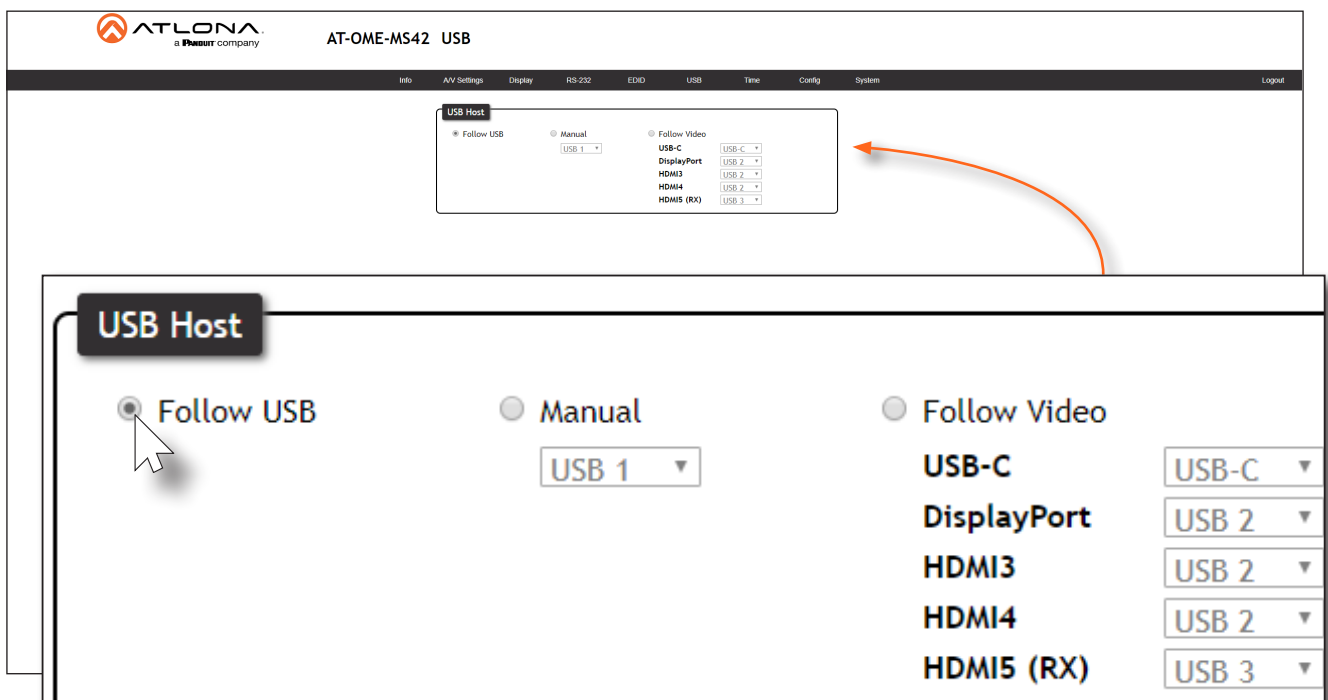 ATLONA.
a PANDUIT company
AT-OME-MS42 USB
Info A/V Settings Display RS-232 EDID USB Time Config System Logout
USB Host
Follow USB Manual Follow Video
USB 1 USB-C USB-C
DisplayPort USB 2
HDMI3 USB 2
HDMI4 USB 2
HDMI5 (RX) USB 3
USB Host
Follow USB Manual Follow Video
USB 1 USB-C USB-C
DisplayPort USB 2
HDMI3 USB 2
HDMI4 USB 2
HDMI5 (RX) USB 3